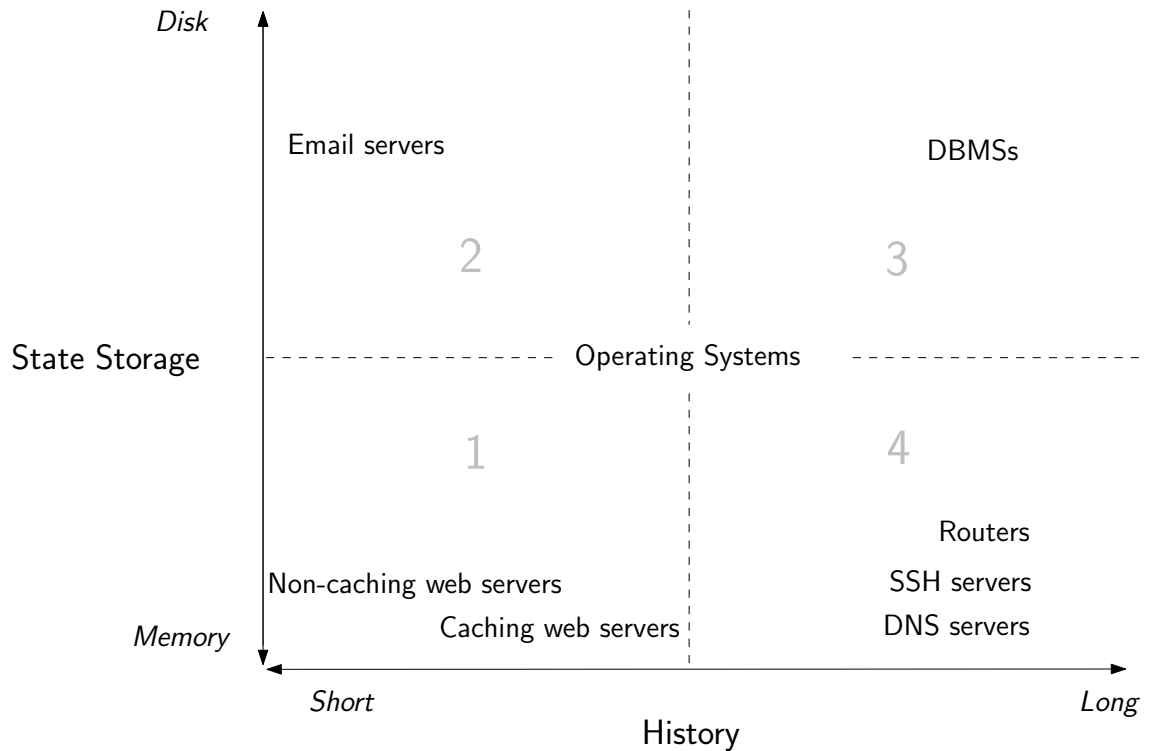 Disk
Email servers
DBMSs
2
3
State Storage
Operating Systems
1
4
Routers
Non-caching web servers
SSH servers
Caching web servers
DNS servers
Memory
Short
Long
History